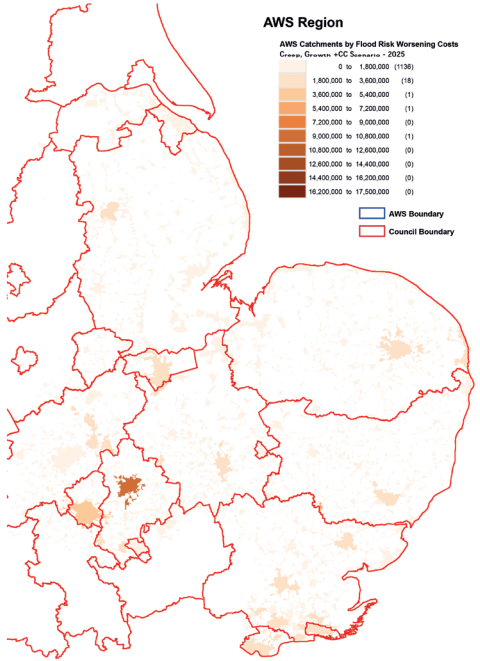 AWS Region
AWS Catchments by Flood Risk Worsening Costs
Creep, Growth +CC Scenario - 2025
0 to 1,800,000 (1136)
1,800,000 to 3,600,000 (18)
3,600,000 to 5,400,000 (1)
5,400,000 to 7,200,000 (1)
7,200,000 to 9,000,000 (0)
9,000,000 to 10,800,000 (1)
10,800,000 to 12,600,000 (0)
12,600,000 to 14,400,000 (0)
14,400,000 to 16,200,000 (0)
16,200,000 to 17,500,000 (0)
AWS Boundary
Council Boundary